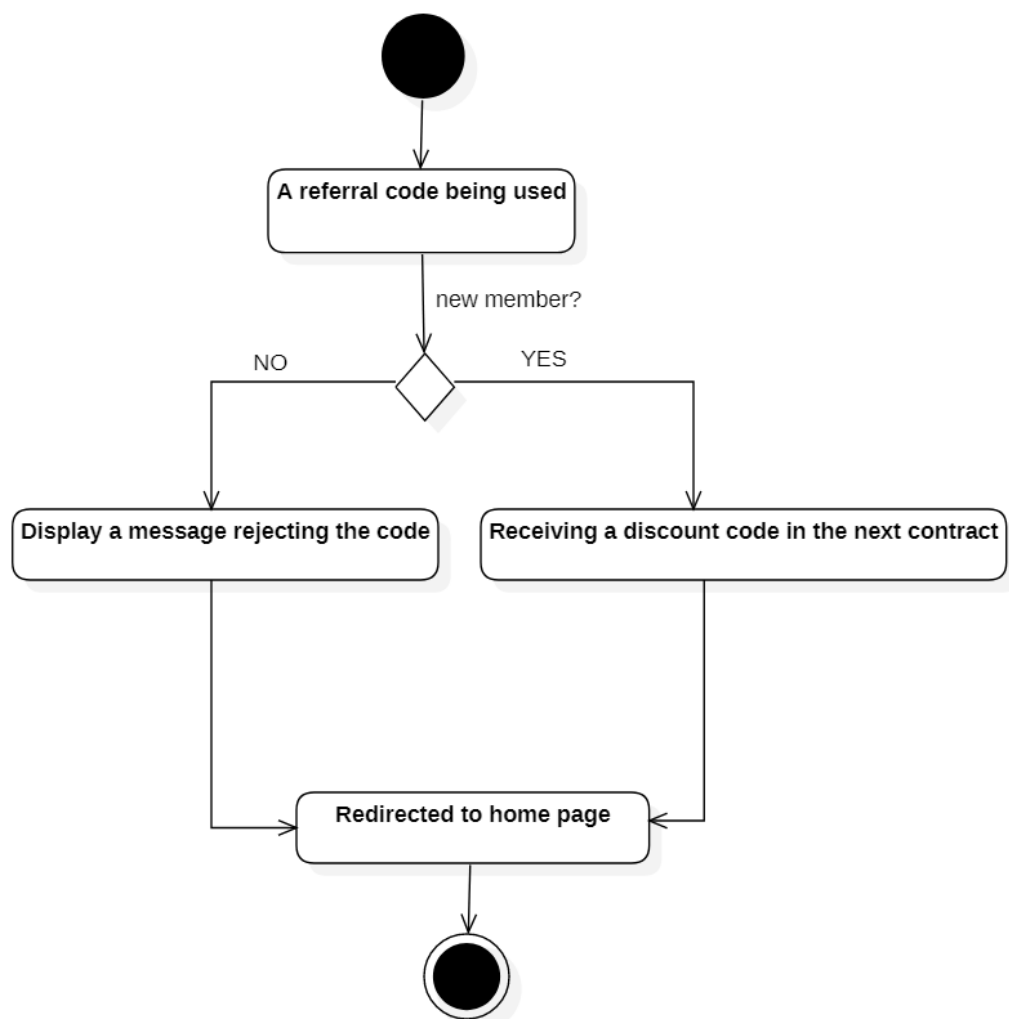 A referral code being used
new member?
NO
YES
Display a message rejecting the code
Receiving a discount code in the next contract
Redirected to home page